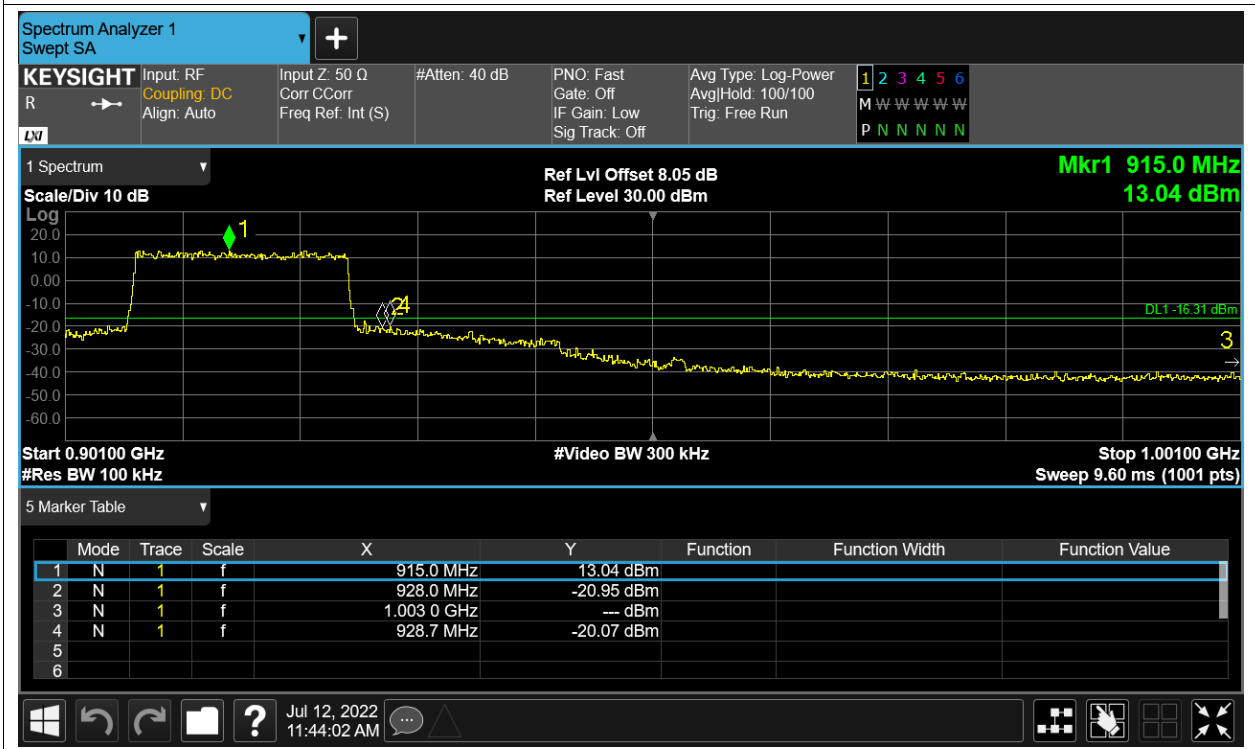 Spectrum Analyzer 1
Swept SA
KEYSIGHT Input: RF Input Z: 50 Ω #Atten: 40 dB PNO: Fast Avg Type: Log-Power 1 2 3 4 5 6
R Coupling: DC Corr CCorr Gate: Off Avg|Hold: 100/100 M W W W W W
Align: Auto Freq Ref: Int (S) IF Gain: Low Trig: Free Run
LXI Sig Track: Off P N N N N N
1 Spectrum Ref Lvl Offset 8.05 dB Mkr1 915.0 MHz
Scale/Div 10 dB Ref Level 30.00 dBm 13.04 dBm
Log
1
20.0
10.0
0.00
-10.0 24
DL1 -16.31 dBm
-20.0
3
-30.0
-40.0
-50.0
-60.0
Start 0.90100 GHz #Video BW 300 kHz Stop 1.00100 GHz
#Res BW 100 kHz Sweep 9.60 ms (1001 pts)
5 Marker Table
Mode Trace Scale X Y Function Function Width Function Value
1 N 1 f 915.0 MHz 13.04 dBm
2 N 1 f 928.0 MHz -20.95 dBm
3 N 1 f 1.003 0 GHz --- dBm
4 N 1 f 928.7 MHz -20.07 dBm
5
6
? Jul 12, 2022
11:44:02 AM